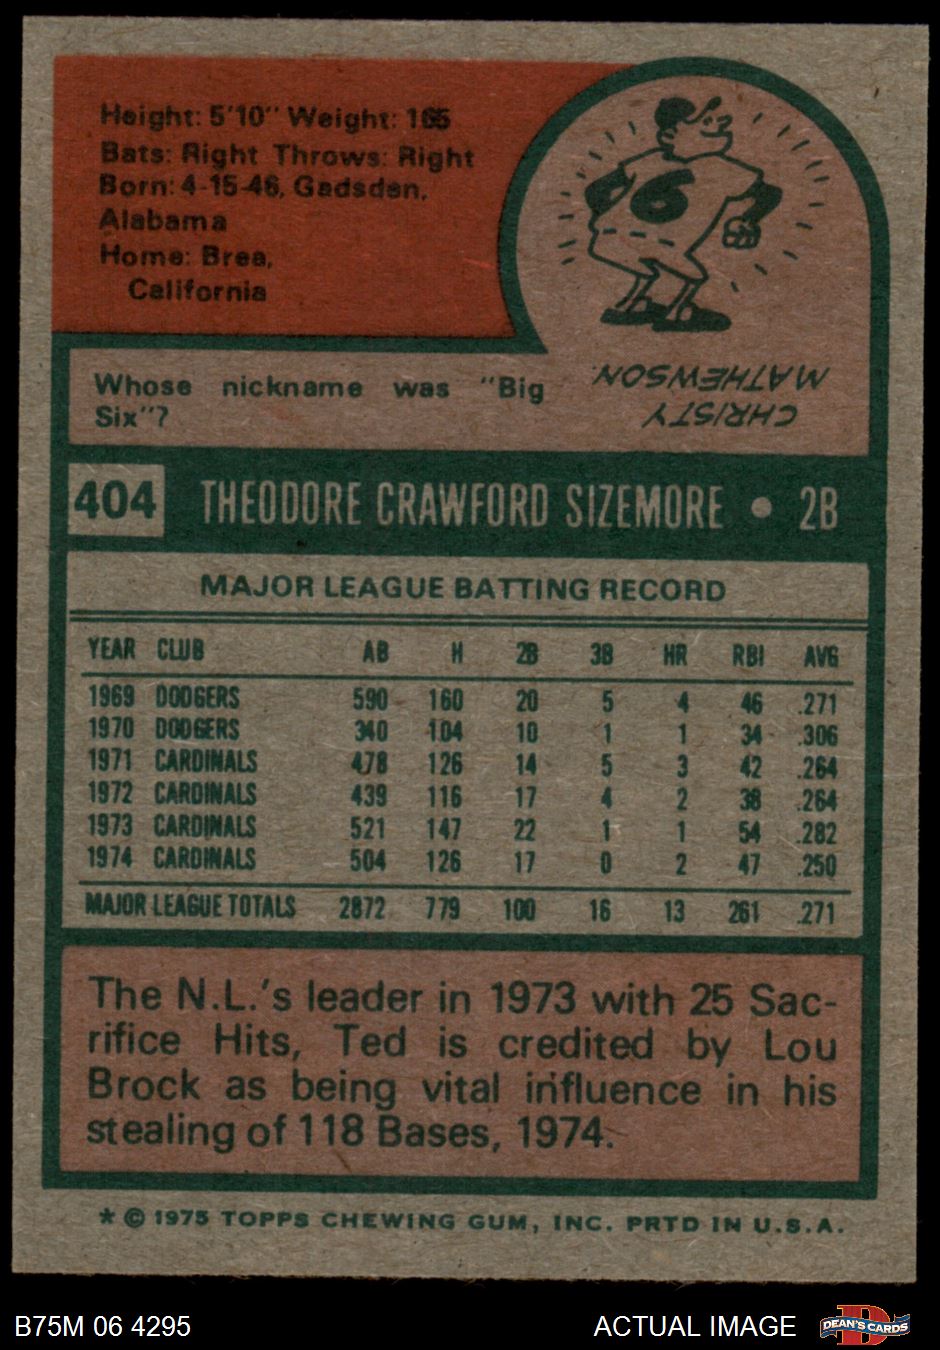 Height: 5'10" Weight: 165
Bats: Right Throws: Right
Born: 4-15-46, Gadsden,
Alabama
Home: Brea,
California
6
Whose nickname was "Big
Six"?
CHRISTY
MATHEWSON.
404 THEODORE CRAWFORD SIZEMORE • 2B
MAJOR LEAGUE BATTING RECORD
YEAR CLUB AB H 2B 3B HR RBI AVG
1969 DODGERS 590 160 20 5 4 46 .271
1970 DODGERS 340 104 10 1 1 34 .306
1971 CARDINALS 478 126 14 5 3 42 .264
1972 CARDINALS 439 116 17 4 2 38 .264
1973 CARDINALS 521 147 22 1 1 54 .282
1974 CARDINALS 504 126 17 0 2 47 .250
MAJOR LEAGUE TOTALS 2872 779 100 16 13 261 .271
The N.L.'s leader in 1973 with 25 Sac-
rifice Hits, Ted is credited by Lou
Brock as being vital influence in his
stealing of 118 Bases, 1974.
* © 1975 TOPPS CHEWING GUM, INC. PRTD IN U.S.A.
B75M 06 4295
ACTUAL IMAGE
DEAN'S CARDS